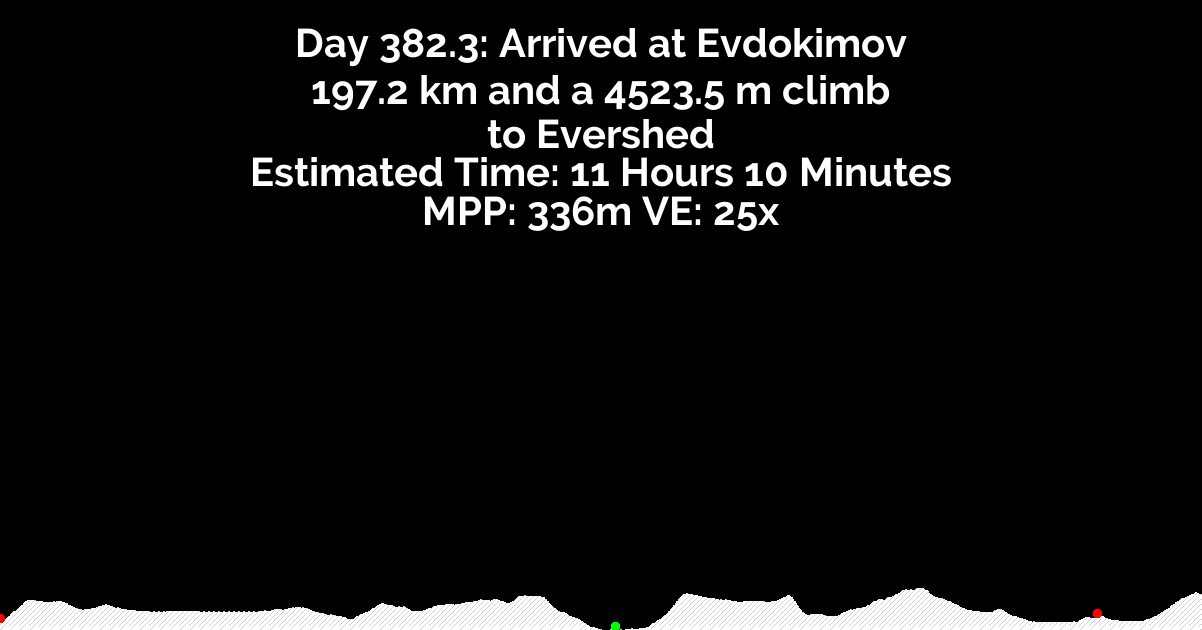 Day 382.3: Arrived at Evdokimov
197.2 km and a 4523.5 m climb
to Evershed
Estimated Time: 11 Hours 10 Minutes
MPP: 336m VE: 25x